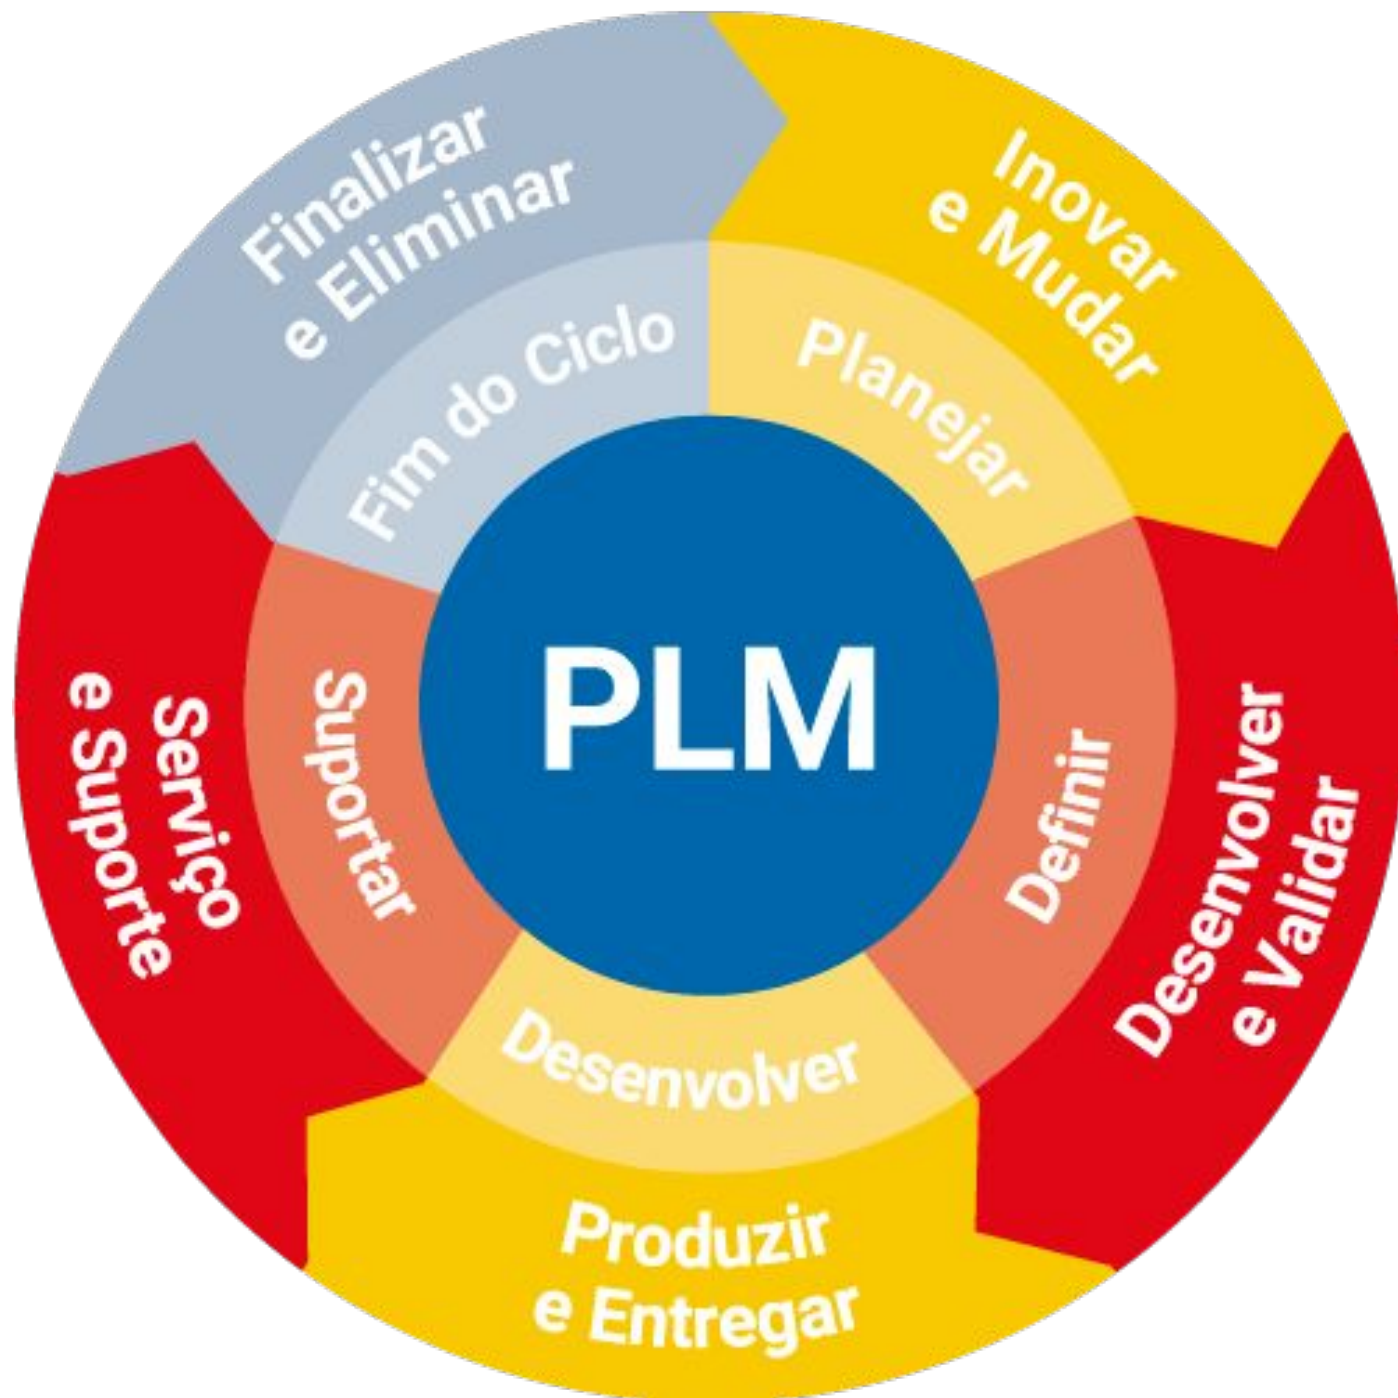 PLM
Inovar
e Mudar
Planejar
Desenvolver
e Validar
Definir
Produzir
e Entregar
Desenvolver
Serviço
e Suporte
Suportar
Finalizar
e Eliminar
Fim do Ciclo